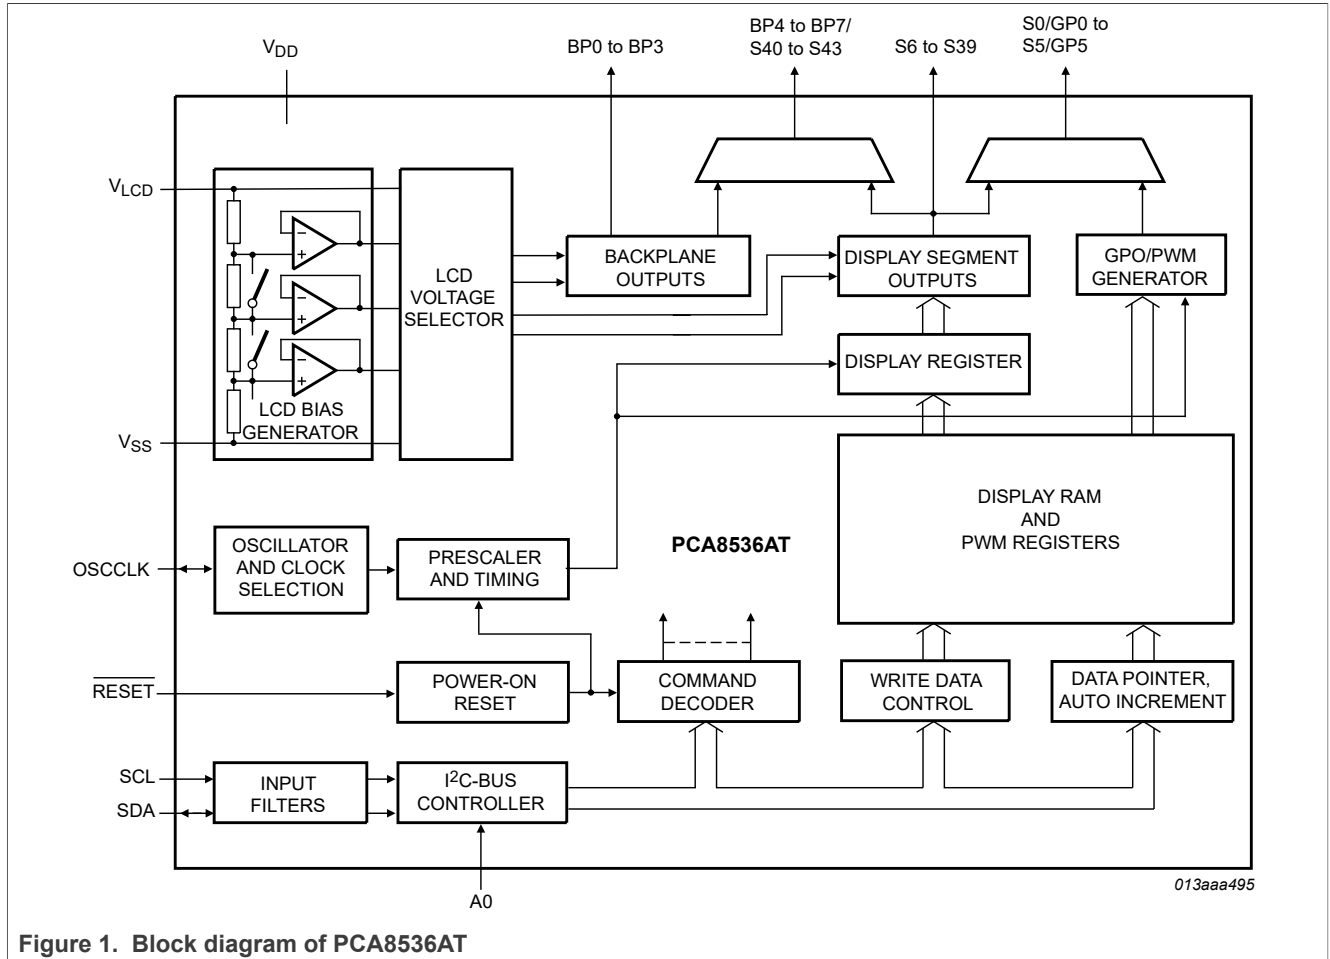 V_DD
BP0 to BP3
BP4 to BP7/
S40 to S43
S6 to S39
S0/GP0 to
S5/GP5
V_LCD
LCD
VOLTAGE
SELECTOR
BACKPLANE
OUTPUTS
DISPLAY SEGMENT
OUTPUTS
GPO/PWM
GENERATOR
− +
− +
− +
DISPLAY REGISTER
LCD BIAS
GENERATOR
V_SS
DISPLAY RAM
AND
PWM REGISTERS
OSCCLK
OSCILLATOR
AND CLOCK
SELECTION
PRESCALER
AND TIMING
PCA8536AT
RESET
POWER-ON
RESET
COMMAND
DECODER
WRITE DATA
CONTROL
DATA POINTER,
AUTO INCREMENT
SCL
SDA
INPUT
FILTERS
I²C-BUS
CONTROLLER
A0
013aaa495
Figure 1. Block diagram of PCA8536AT